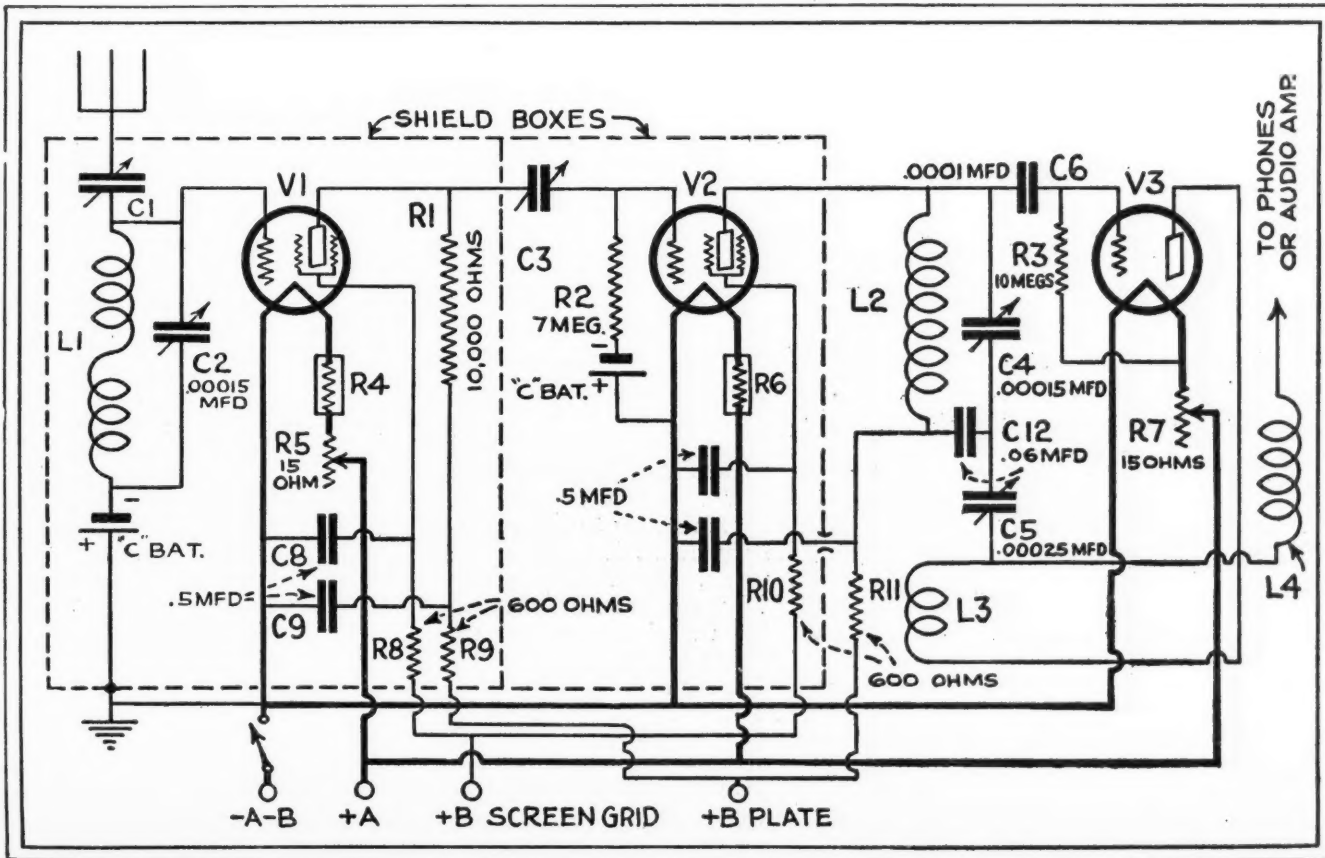 SHIELD BOXES
TO PHONES
OR AUDIO AMP.
C1
V1
R1
10,000 OHMS
C3
V2
.0001 MFD
C6
V3
L1
C2
.00015
MFD
R2
7 MEG.
-
"C" BAT.
+
L2
R3
10 MEGS
C4
.00015 MFD
R4
R5
15
OHM
R6
C12
.06 MFD
R7
15 OHMS
-
+
"C" BAT.
C8
.5 MFD
C9
.5 MFD
C5
.00025 MFD
L4
600 OHMS
R8
R9
R10
R11
L3
600 OHMS
-A-B
+A
+B SCREEN GRID
+B PLATE